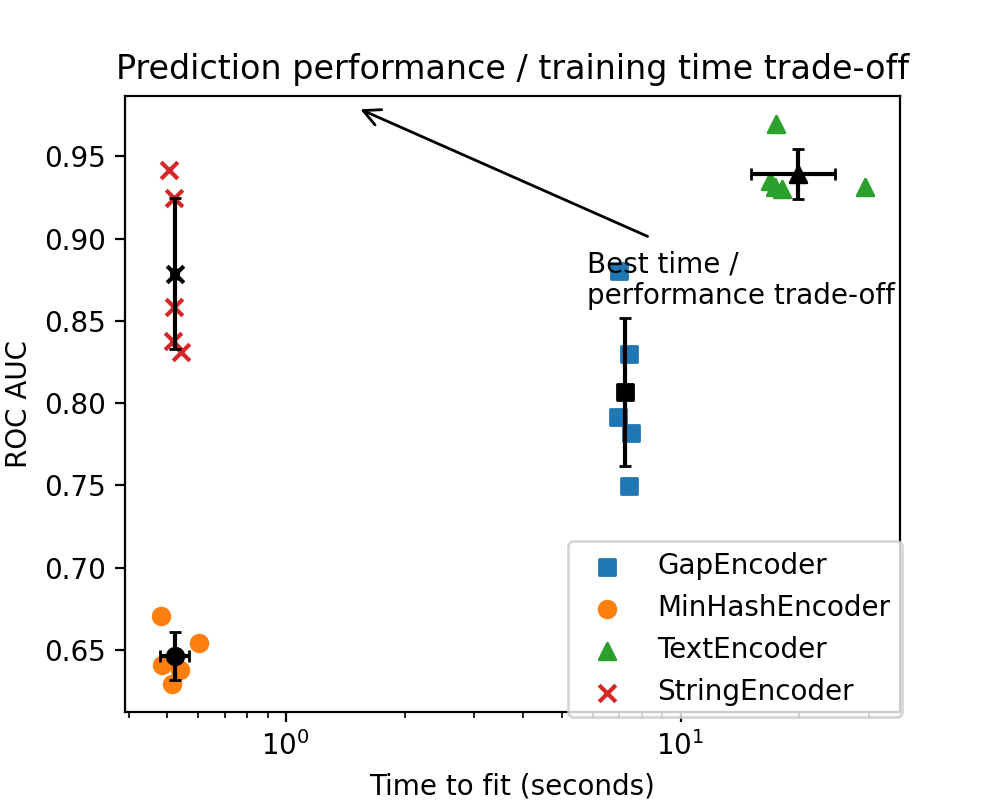 Prediction performance / training time trade-off
0.95
0.90
0.85
0.80
0.75
0.70
0.65
ROC AUC
Best time /
performance trade-off
GapEncoder
MinHashEncoder
TextEncoder
StringEncoder
10⁰
10¹
Time to fit (seconds)